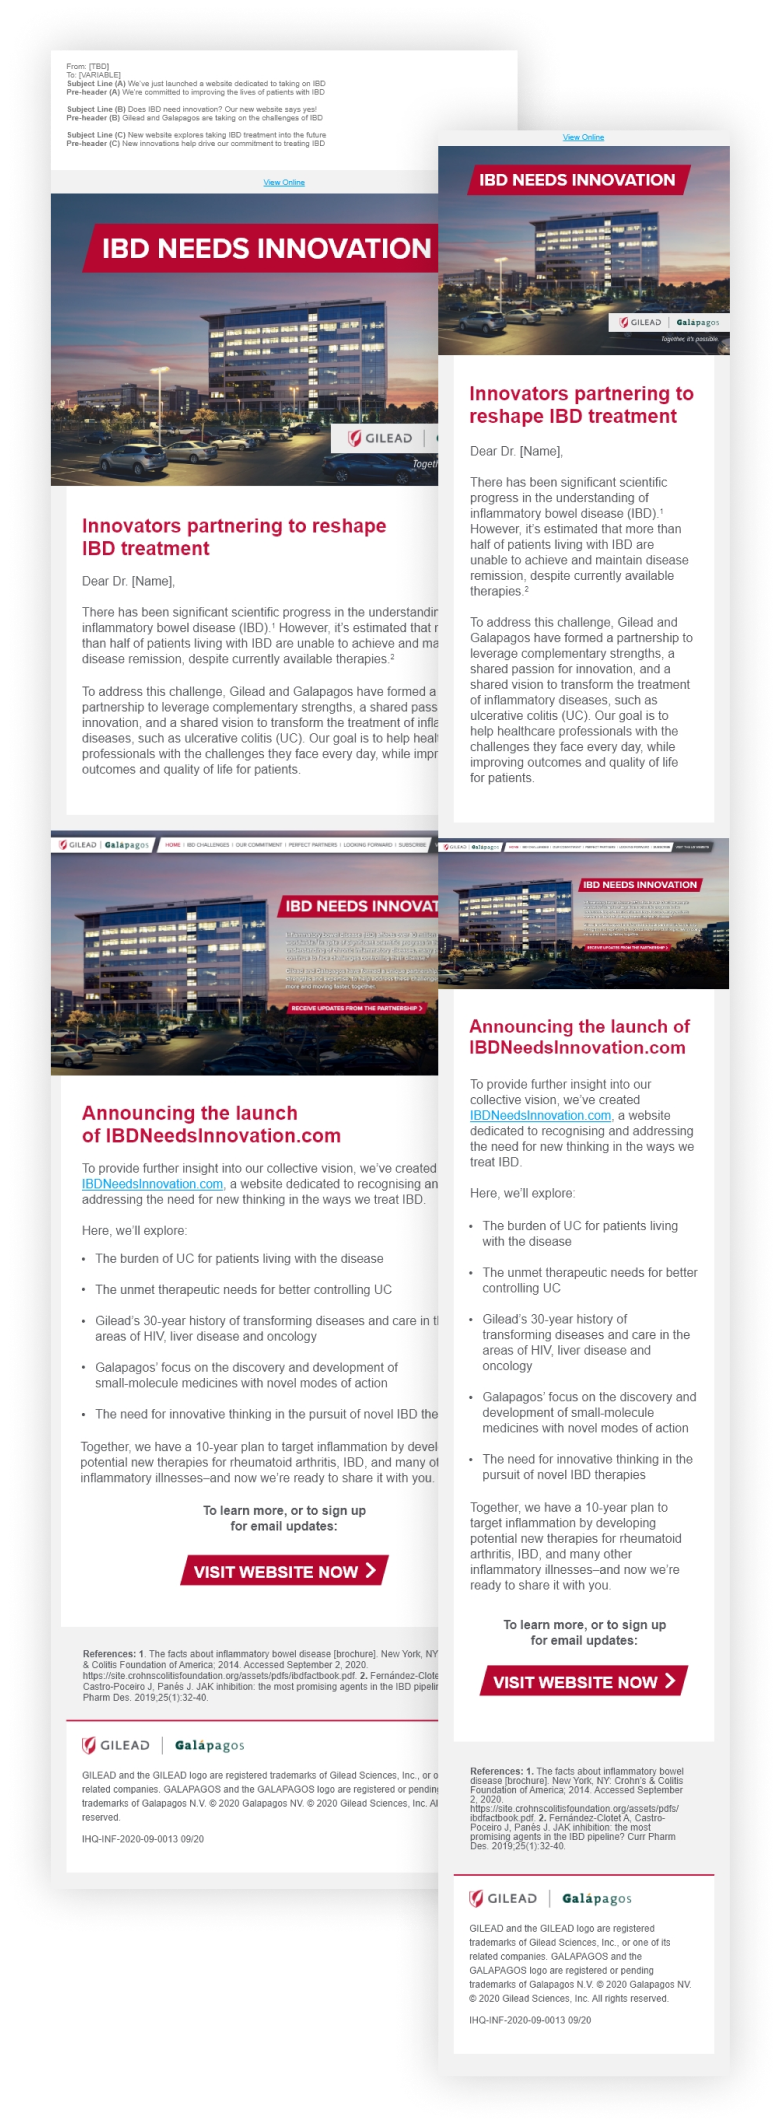 From: [TBD]
To: [VARIABLE]
Subject Line (A) We've just launched a website dedicated to taking on IBD
Pre-header (A) We're committed to improving the lives of patients with IBD
Subject Line (B) Does IBD need innovation? Our new website says yes!
Pre-header (B) Gilead and Galapagos are taking on the challenges of IBD
Subject Line (C) New website explores taking IBD treatment into the future
Pre-header (C) New innovations help drive our commitment to treating IBD
View Online
IBD NEEDS INNOVATION
GILEAD
Innovators partnering to reshape
IBD treatment
Dear Dr. [Name],
There has been significant scientific progress in the
inflammatory bowel disease (IBD).¹ However, it's estimated that
than half of patients living with IBD are unable to achieve and
disease remission, despite currently available therapies.²
To address this challenge, Gilead and Galapagos have formed a
partnership to leverage complementary strengths, a shared
innovation, and a shared vision to transform the treatment of
diseases, such as ulcerative colitis (UC). Our goal is to help
professionals with the challenges they face every day, while
outcomes and quality of life for patients.
GILEAD | Galápagos
HOME | IBD CHALLENGES | OUR COMMITMENT | PERFECT PARTNERS | LOOKING FORWARD | SUBSCRIBE
IBD NEEDS
RECEIVE UPDATES FROM THE PARTNERSHIP >
Announcing the launch
of IBDNeedsInnovation.com
To provide further insight into our collective vision, we've created
IBDNeedsInnovation.com, a website dedicated to recognising
addressing the need for new thinking in the ways we treat IBD.
Here, we'll explore:
• The burden of UC for patients living with the disease
• The unmet therapeutic needs for better controlling UC
• Gilead's 30-year history of transforming diseases and care in
areas of HIV, liver disease and oncology
• Galapagos' focus on the discovery and development of
small-molecule medicines with novel modes of action
• The need for innovative thinking in the pursuit of novel IBD
Together, we have a 10-year plan to target inflammation by
potential new therapies for rheumatoid arthritis, IBD, and many
inflammatory illnesses–and now we're ready to share it with you.
To learn more, or to sign up
for email updates:
VISIT WEBSITE NOW >
References: 1. The facts about inflammatory bowel disease [brochure]. New York, NY
& Colitis Foundation of America; 2014. Accessed September 2, 2020.
https://site.crohnscolitisfoundation.org/assets/pdfs/ibdfactbook.pdf. 2.
Castro-Poceiro J, Panés J. JAK inhibition: the most promising agents in the IBD
Pharm Des. 2019;25(1):32-40.
GILEAD | Galápagos
GILEAD and the GILEAD logo are registered trademarks of Gilead Sciences, Inc., or
related companies. GALAPAGOS and the GALAPAGOS logo are registered or pending
trademarks of Galapagos N.V. © 2020 Galapagos NV. © 2020 Gilead Sciences, Inc.
reserved.
IHQ-INF-2020-09-0013 09/20
View Online
IBD NEEDS INNOVATION
GILEAD | Galápagos
Together, it's possible.
Innovators partnering to
reshape IBD treatment
Dear Dr. [Name],
There has been significant scientific
progress in the understanding of
inflammatory bowel disease (IBD).¹
However, it's estimated that more than
half of patients living with IBD are
unable to achieve and maintain disease
remission, despite currently available
therapies.²
To address this challenge, Gilead and
Galapagos have formed a partnership to
leverage complementary strengths, a
shared passion for innovation, and a
shared vision to transform the treatment
of inflammatory diseases, such as
ulcerative colitis (UC). Our goal is to
help healthcare professionals with the
challenges they face every day, while
improving outcomes and quality of life
for patients.
GILEAD | Galápagos
HOME | IBD CHALLENGES | OUR COMMITMENT | PERFECT PARTNERS | LOOKING FORWARD | SUBSCRIBE
IBD NEEDS INNOVATION
RECEIVE UPDATES FROM THE PARTNERSHIP >
Announcing the launch of
IBDNeedsInnovation.com
To provide further insight into our
collective vision, we've created
IBDNeedsInnovation.com, a website
dedicated to recognising and addressing
the need for new thinking in the ways we
treat IBD.
Here, we'll explore:
• The burden of UC for patients living
with the disease
• The unmet therapeutic needs for better
controlling UC
• Gilead's 30-year history of
transforming diseases and care in the
areas of HIV, liver disease and
oncology
• Galapagos' focus on the discovery and
development of small-molecule
medicines with novel modes of action
• The need for innovative thinking in the
pursuit of novel IBD therapies
Together, we have a 10-year plan to
target inflammation by developing
potential new therapies for rheumatoid
arthritis, IBD, and many other
inflammatory illnesses–and now we're
ready to share it with you.
To learn more, or to sign up
for email updates:
VISIT WEBSITE NOW >
References: 1. The facts about inflammatory bowel
disease [brochure]. New York, NY: Crohn's & Colitis
Foundation of America; 2014. Accessed September
2, 2020.
https://site.crohnscolitisfoundation.org/assets/pdfs/
ibdfactbook.pdf. 2. Fernández-Clotet A, Castro-
Poceiro J, Panés J. JAK inhibition: the most
promising agents in the IBD pipeline? Curr Pharm
Des. 2019;25(1):32-40.
GILEAD | Galápagos
GILEAD and the GILEAD logo are registered
trademarks of Gilead Sciences, Inc., or one of its
related companies. GALAPAGOS and the
GALAPAGOS logo are registered or pending
trademarks of Galapagos N.V. © 2020 Galapagos NV.
© 2020 Gilead Sciences, Inc. All rights reserved.
IHQ-INF-2020-09-0013 09/20